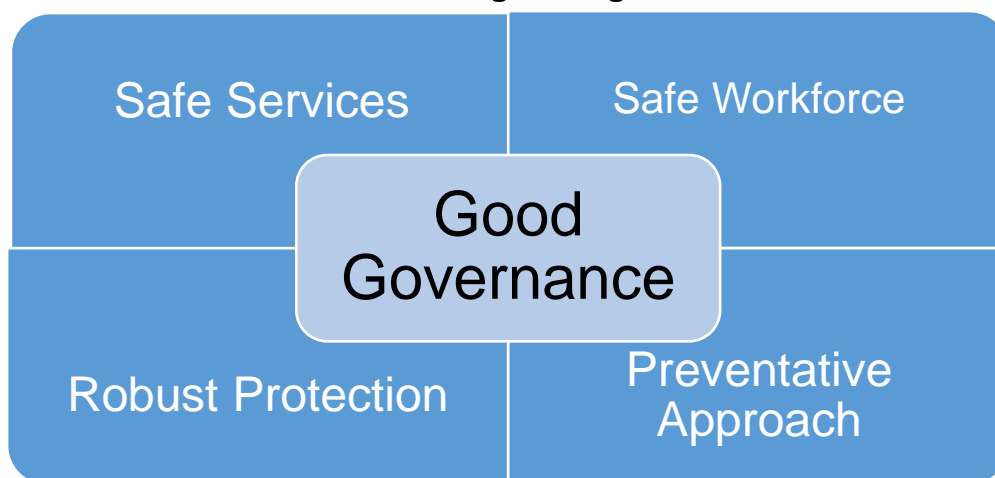 Safe Services
Safe Workforce
Good
Governance
Robust Protection
Preventative
Approach